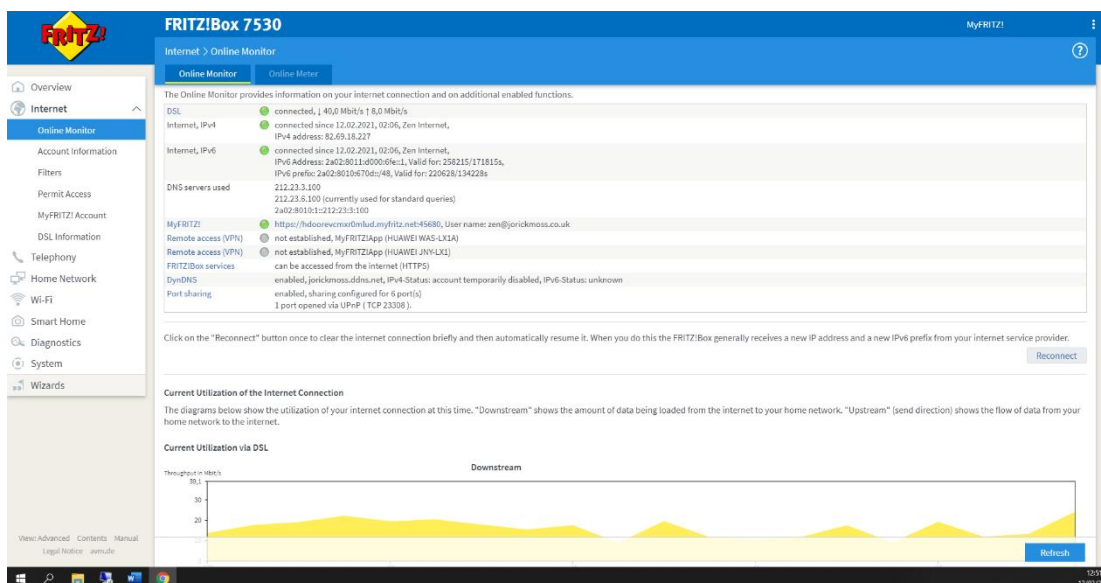 FRITZ!
FRITZ!Box 7530
MyFRITZ!
Internet > Online Monitor
Online Monitor
Online Meter
Overview
Internet
Online Monitor
Account Information
Filters
Permit Access
MyFRITZ! Account
DSL Information
Telephony
Home Network
Wi-Fi
Smart Home
Diagnostics
System
Wizards
View: Advanced Contents Manual
Legal Notice avm.de
The Online Monitor provides information on your internet connection and on additional enabled functions.
DSL connected, ↓ 40,0 Mbit/s ↑ 8,0 Mbit/s
Internet, IPv4 connected since 12.02.2021, 02:06, Zen Internet,
IPv4 address: 82.69.18.227
Internet, IPv6 connected since 12.02.2021, 02:06, Zen Internet,
IPv6 Address: 2a02:8011:d000:6fe::1, Valid for: 258215/171815s,
IPv6 prefix: 2a02:8010:670d::/48, Valid for: 220628/134228s
DNS servers used 212.23.3.100
212.23.6.100 (currently used for standard queries)
2a02:8010:1::212:23:3:100
MyFRITZ! https://hdoorevcmxr0mlud.myfritz.net:45680, User name: zen@jorickmoss.co.uk
Remote access (VPN) not established, MyFRITZ!App (HUAWEI WAS-LX1A)
Remote access (VPN) not established, MyFRITZ!App (HUAWEI JNY-LX1)
FRITZ!Box services can be accessed from the internet (HTTPS)
DynDNS enabled, jorickmoss.ddns.net, IPv4-Status: account temporarily disabled, IPv6-Status: unknown
Port sharing enabled, sharing configured for 6 port(s)
1 port opened via UPnP ( TCP 23308 ).
Click on the "Reconnect" button once to clear the internet connection briefly and then automatically resume it. When you do this the FRITZ!Box generally receives a new IP address and a new IPv6 prefix from your internet service provider.
Reconnect
Current Utilization of the Internet Connection
The diagrams below show the utilization of your internet connection at this time. "Downstream" shows the amount of data being loaded from the internet to your home network. "Upstream" (send direction) shows the flow of data from your
home network to the internet.
Current Utilization via DSL
Downstream
Throughput in Mbit/s
39,1
30
20
10
0
Refresh
12:51